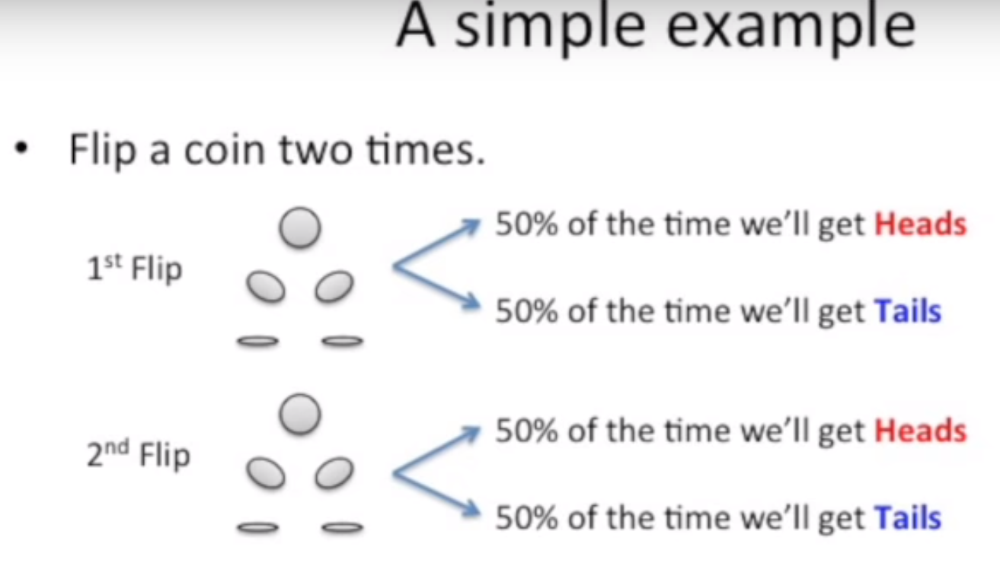 A simple example
• Flip a coin two times.
50% of the time we'll get Heads
1st Flip
50% of the time we'll get Tails
50% of the time we'll get Heads
2nd Flip
50% of the time we'll get Tails